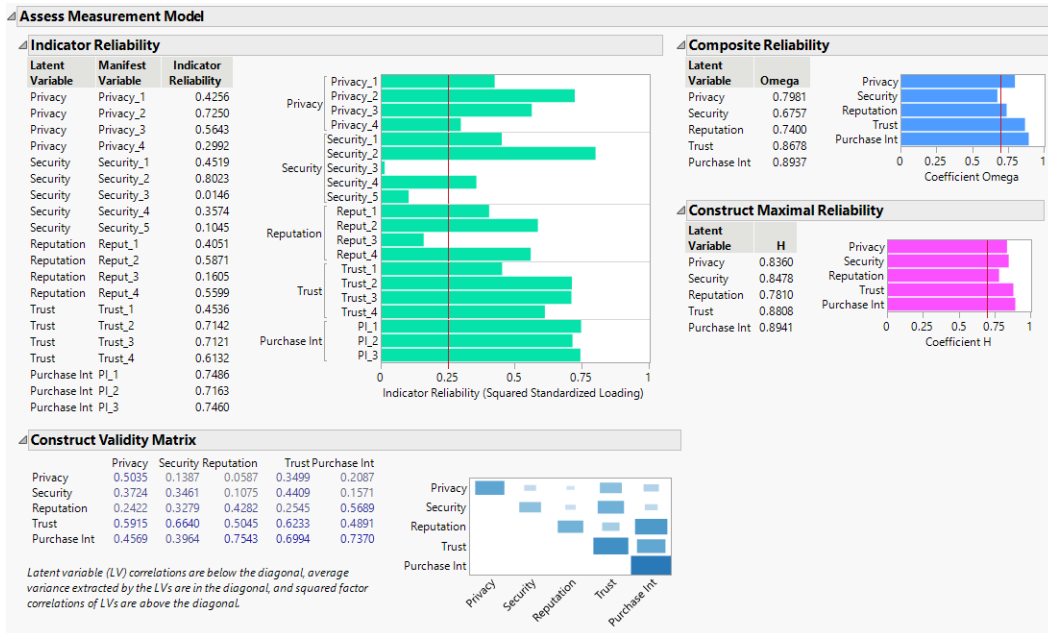 Assess Measurement Model
Indicator Reliability
Latent Variable Manifest Variable Indicator Reliability
Privacy Privacy_1 0.4256
Privacy Privacy_2 0.7250
Privacy Privacy_3 0.5643
Privacy Privacy_4 0.2992
Security Security_1 0.4519
Security Security_2 0.8023
Security Security_3 0.0146
Security Security_4 0.3574
Security Security_5 0.1045
Reputation Reput_1 0.4051
Reputation Reput_2 0.5871
Reputation Reput_3 0.1605
Reputation Reput_4 0.5599
Trust Trust_1 0.4536
Trust Trust_2 0.7142
Trust Trust_3 0.7121
Trust Trust_4 0.6132
Purchase Int PI_1 0.7486
Purchase Int PI_2 0.7163
Purchase Int PI_3 0.7460
Privacy
Privacy_1
Privacy_2
Privacy_3
Privacy_4
Security
Security_1
Security_2
Security_3
Security_4
Security_5
Reputation
Reput_1
Reput_2
Reput_3
Reput_4
Trust
Trust_1
Trust_2
Trust_3
Trust_4
Purchase Int
PI_1
PI_2
PI_3
0 0.25 0.5 0.75 1
Indicator Reliability (Squared Standardized Loading)
Composite Reliability
Latent Variable Omega
Privacy 0.7981
Security 0.6757
Reputation 0.7400
Trust 0.8678
Purchase Int 0.8937
Privacy
Security
Reputation
Trust
Purchase Int
0 0.25 0.5 0.75 1
Coefficient Omega
Construct Maximal Reliability
Latent Variable H
Privacy 0.8360
Security 0.8478
Reputation 0.7810
Trust 0.8808
Purchase Int 0.8941
Privacy
Security
Reputation
Trust
Purchase Int
0 0.25 0.5 0.75 1
Coefficient H
Construct Validity Matrix
Privacy Security Reputation Trust Purchase Int
Privacy 0.5035 0.1387 0.0587 0.3499 0.2087
Security 0.3724 0.3461 0.1075 0.4409 0.1571
Reputation 0.2422 0.3279 0.4282 0.2545 0.5689
Trust 0.5915 0.6640 0.5045 0.6233 0.4891
Purchase Int 0.4569 0.3964 0.7543 0.6994 0.7370
Privacy
Security
Reputation
Trust
Purchase Int
Privacy
Security
Reputation
Trust
Purchase Int
Latent variable (LV) correlations are below the diagonal, average
variance extracted by the LVs are in the diagonal, and squared factor
correlations of LVs are above the diagonal.